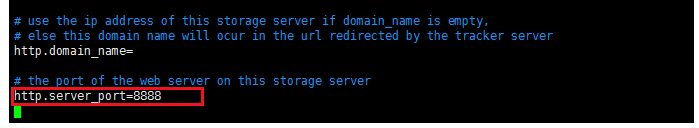 # use the ip address of this storage server if domain_name is empty,
# else this domain name will ocur in the url redirected by the tracker server
http.domain_name=
# the port of the web server on this storage server
http.server_port=8888